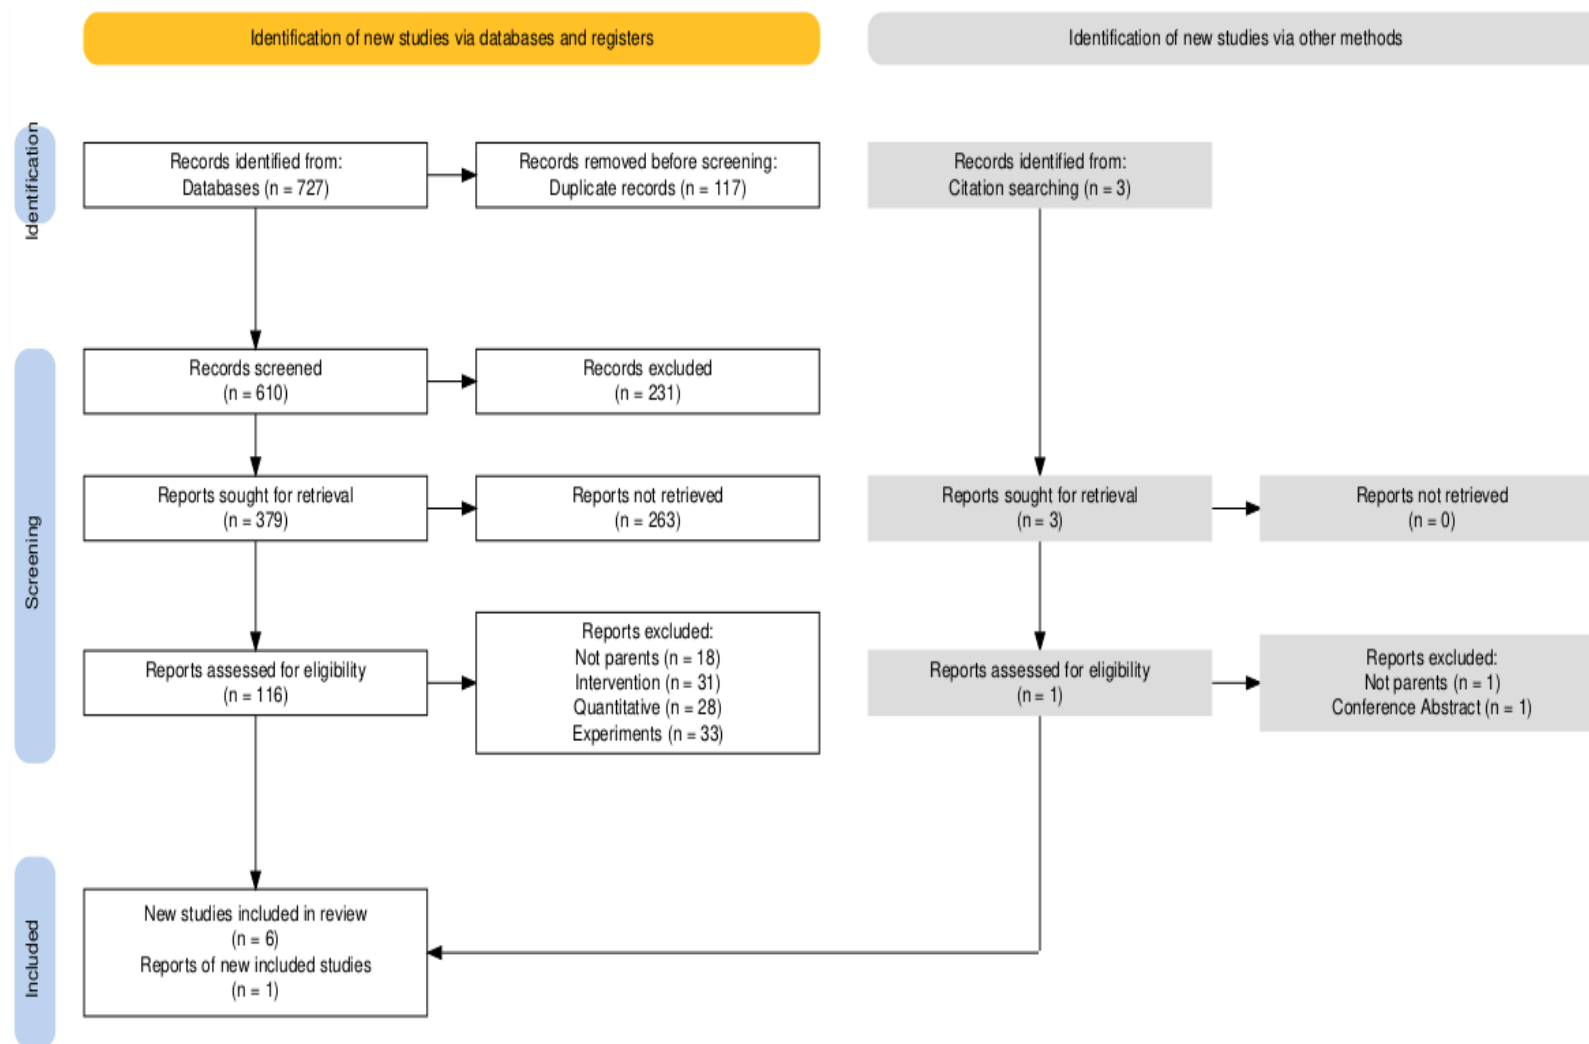 Identification of new studies via databases and registers
Identification of new studies via other methods
Identification
Records identified from:
Databases (n = 727)
Records removed before screening:
Duplicate records (n = 117)
Records identified from:
Citation searching (n = 3)
Screening
Records screened
(n = 610)
Records excluded
(n = 231)
Reports sought for retrieval
(n = 379)
Reports not retrieved
(n = 263)
Reports sought for retrieval
(n = 3)
Reports not retrieved
(n = 0)
Reports assessed for eligibility
(n = 116)
Reports excluded:
Not parents (n = 18)
Intervention (n = 31)
Quantitative (n = 28)
Experiments (n = 33)
Reports assessed for eligibility
(n = 1)
Reports excluded:
Not parents (n = 1)
Conference Abstract (n = 1)
Included
New studies included in review
(n = 6)
Reports of new included studies
(n = 1)